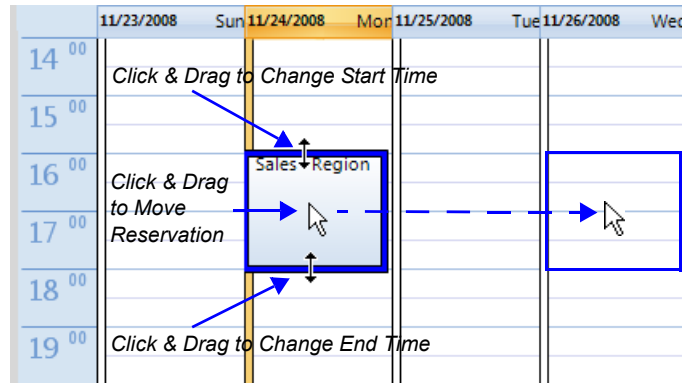 11/23/2008 Sun 11/24/2008 Mon 11/25/2008 Tue 11/26/2008 Wed
14 00
Click & Drag to Change Start Time
15 00
16 00
Sales Region
Click & Drag
to Move
Reservation
17 00
18 00
19 00
Click & Drag to Change End Time